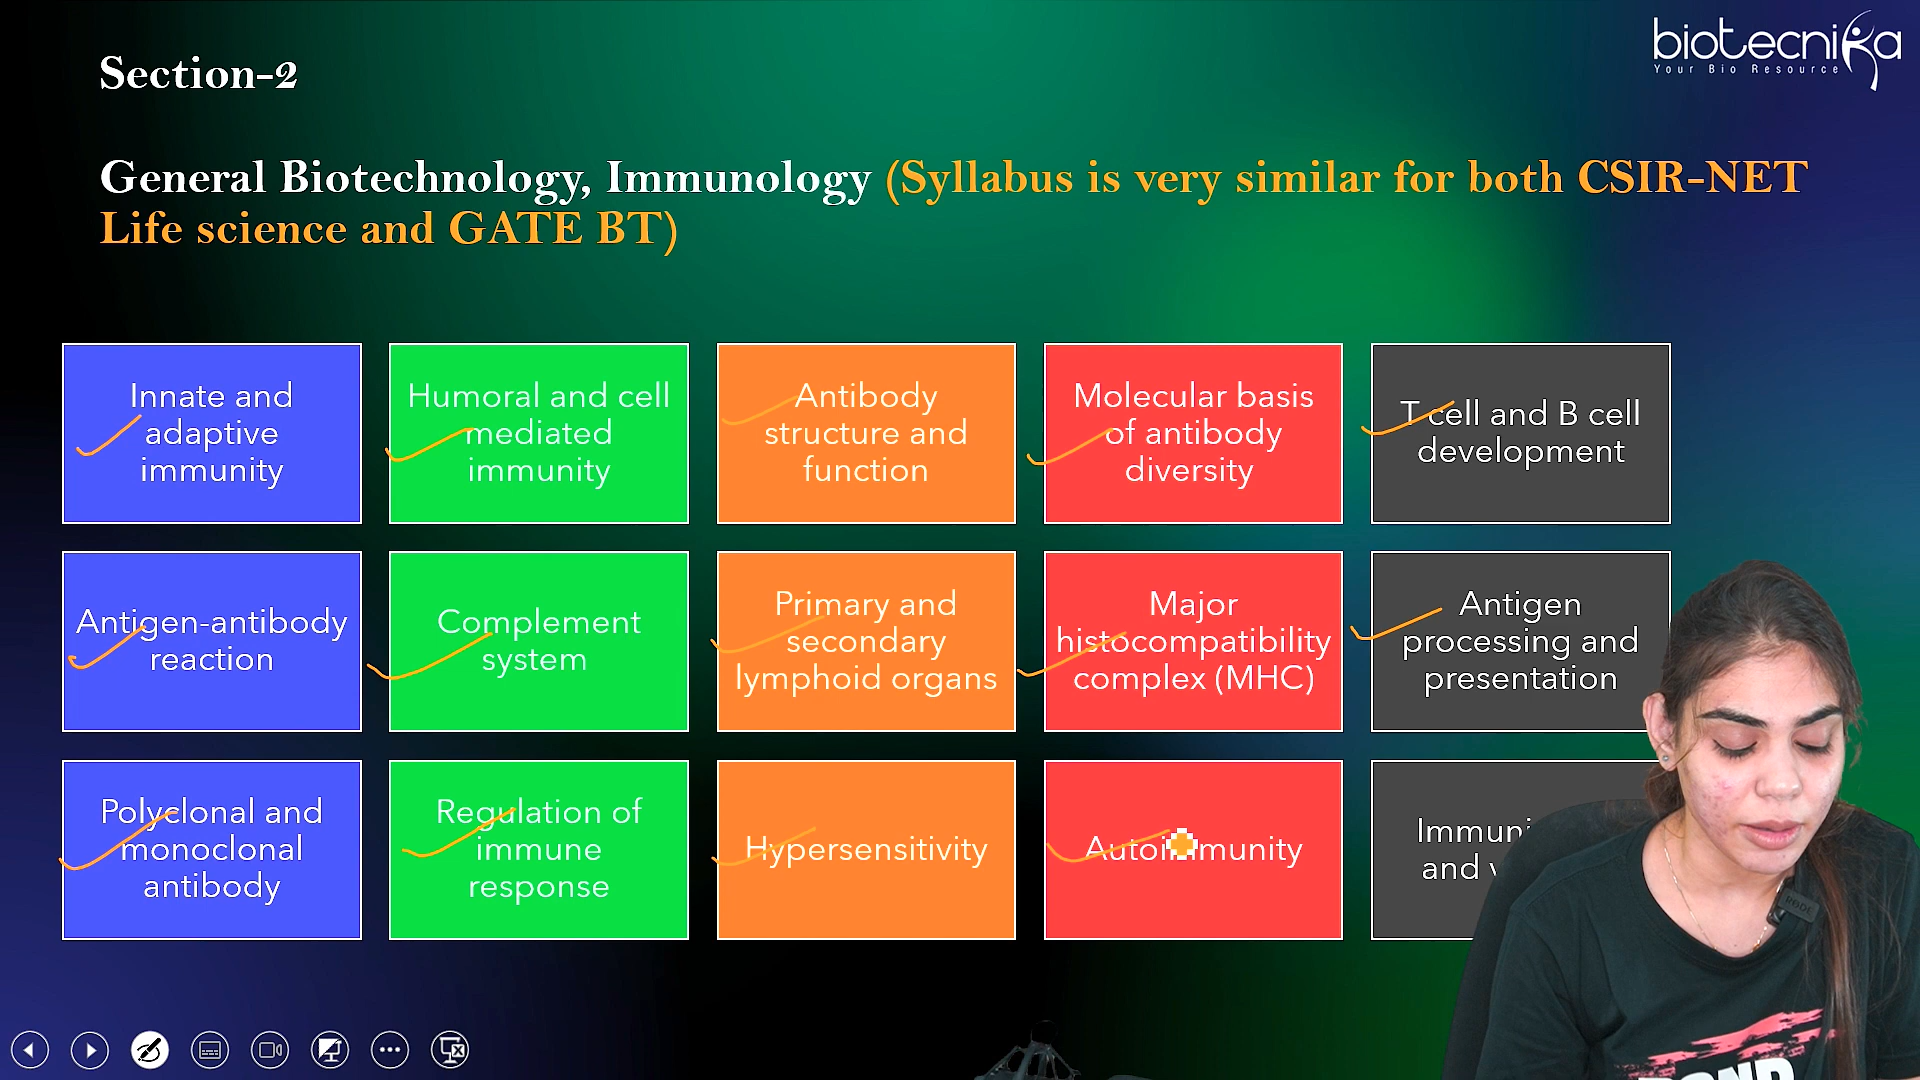 biotecnika
Your Bio Resource
Section-2
General Biotechnology, Immunology (Syllabus is very similar for both CSIR-NET
Life science and GATE BT)
Innate and
adaptive
immunity
Humoral and cell
mediated
immunity
Antibody
structure and
function
Molecular basis
of antibody
diversity
T cell and B cell
development
Antigen-antibody
reaction
Complement
system
Primary and
secondary
lymphoid organs
Major
histocompatibility
complex (MHC)
Antigen
processing and
presentation
Polyclonal and
monoclonal
antibody
Regulation of
immune
response
Hypersensitivity
Autoimmunity
and
RODE